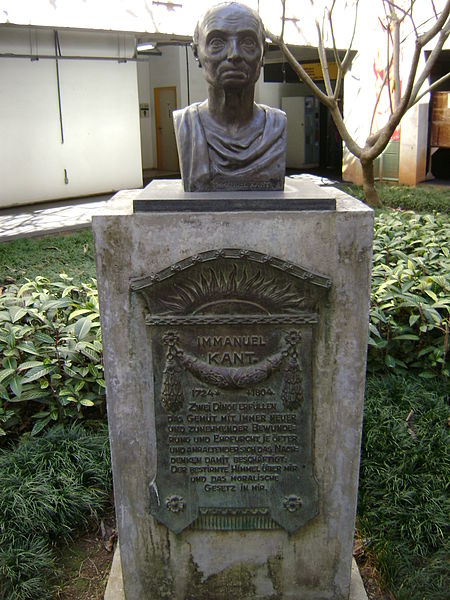 IMMANUEL
KANT
1724 1804
ZWEI DINGE ERFÜLLEN
DAS GEMÜT MIT IMMER NEUER
UND ZUNEHMENDER BEWUNDE-
RUNG UND EHRFURCHT, JE ÖFTER
UND ANHALTENDER SICH DAS NACH-
DENKEN DAMIT BESCHÄFTIGT:
DER BESTIRNTE HIMMEL ÜBER MIR
UND DAS MORALISCHE
GESETZ IN MIR.